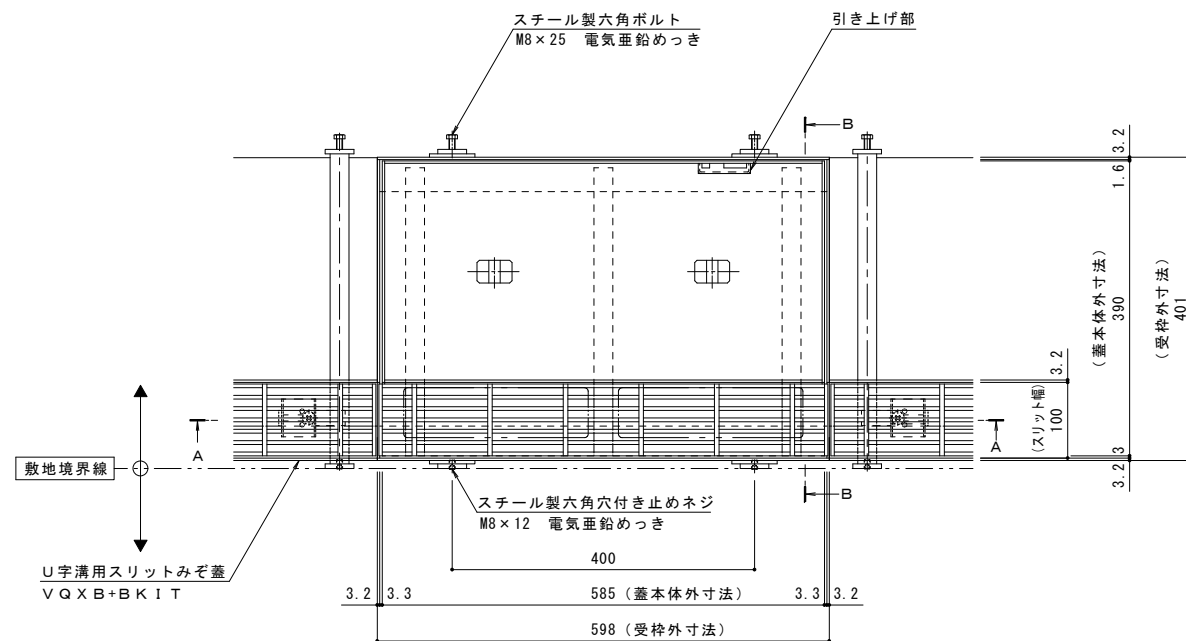 スチール製六角ボルト
M8×25 電気亜鉛めっき
引き上げ部
B
3.2
1.6
(蓋本体外寸法)
390
(受枠外寸法)
401
3.2
(スリット幅)
100
3
3.2
A
A
敷地境界線
B
スチール製六角穴付き止めネジ
M8×12 電気亜鉛めっき
400
U字溝用スリットみぞ蓋
VQXB+BKIT
3.2 3.3 585 (蓋本体外寸法) 3.3 3.2
598 (受枠外寸法)